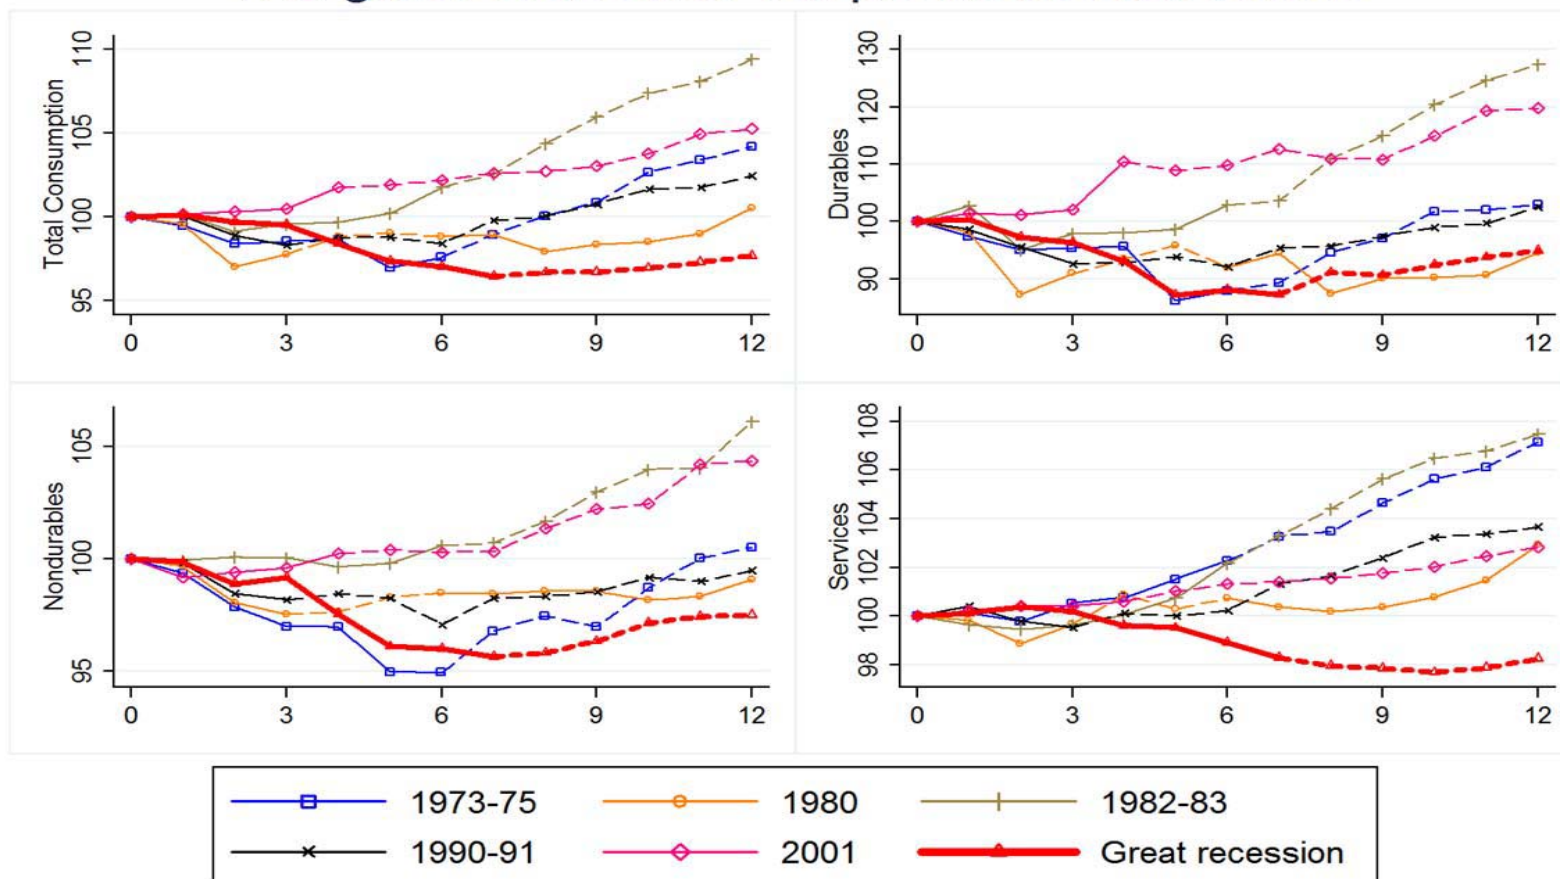 Total Consumption
110
105
100
95
0 3 6 9 12
Durables
130
120
110
100
90
0 3 6 9 12
Nondurables
105
100
95
0 3 6 9 12
Services
108
106
104
102
100
98
0 3 6 9 12
1973-75 1980 1982-83
1990-91 2001 Great recession